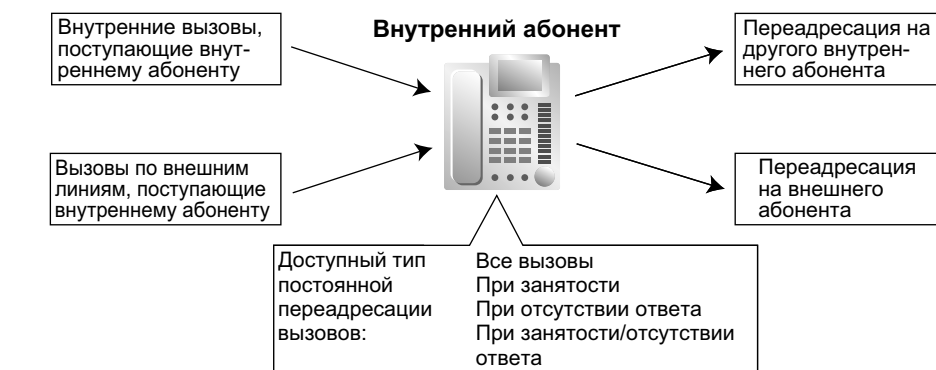 Внутренние вызовы,
поступающие внут-
реннему абоненту
Внутренний абонент
Переадресация на
другого внутрен-
него абонента
Вызовы по внешним
линиям, поступающие
внутреннему абоненту
Переадресация
на внешнего
абонента
Доступный тип
постоянной
переадресации
вызовов:
Все вызовы
При занятости
При отсутствии ответа
При занятости/отсутствии
ответа